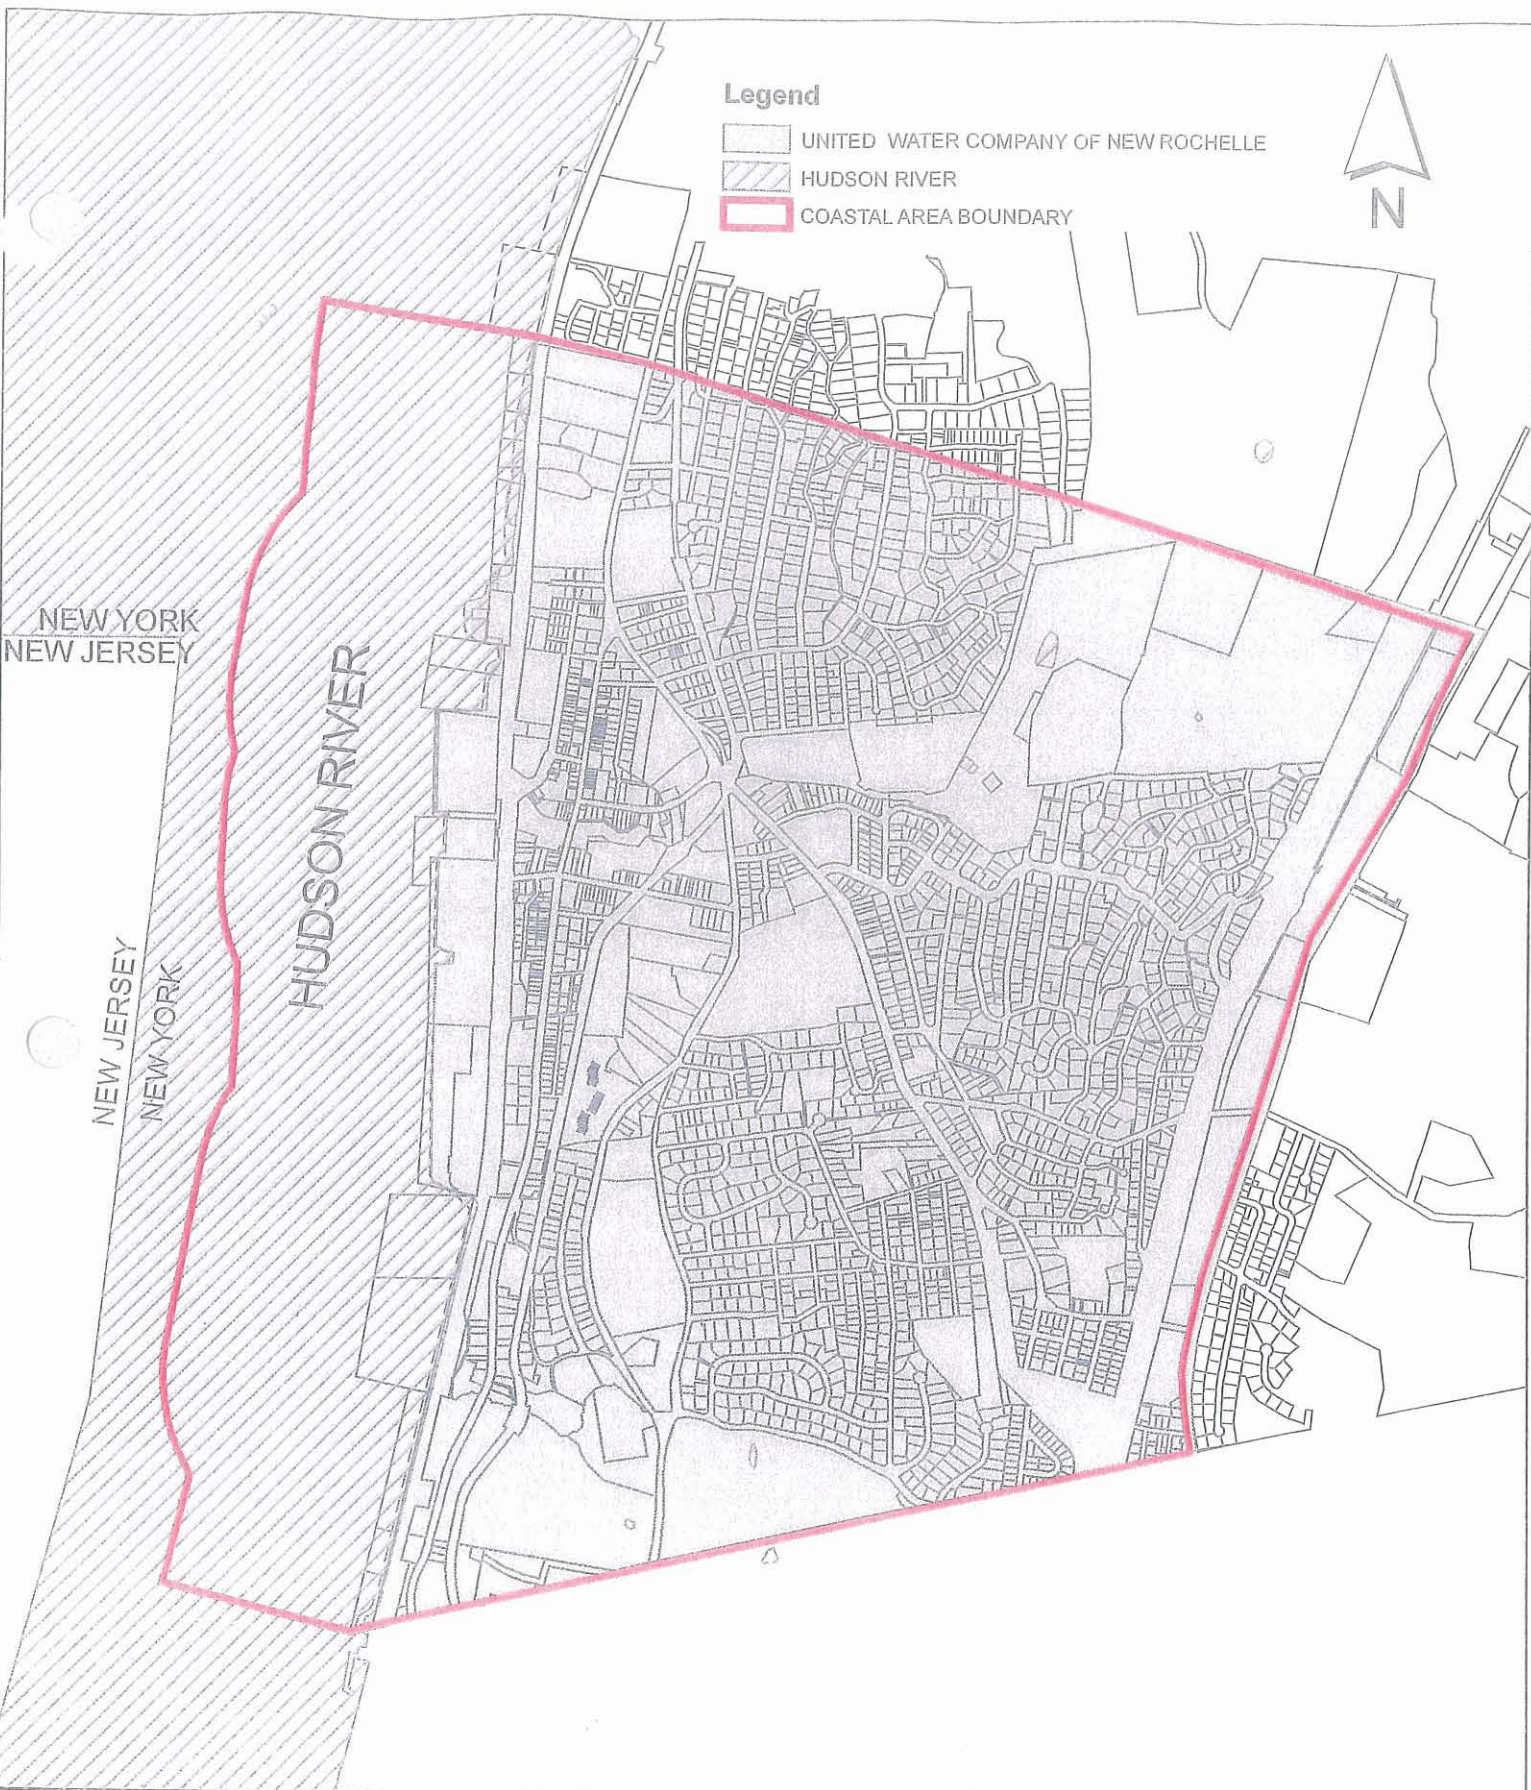 Legend
UNITED WATER COMPANY OF NEW ROCHELLE
HUDSON RIVER
COASTAL AREA BOUNDARY
N
NEW YORK
NEW JERSEY
HUDSON RIVER
NEW JERSEY
NEW YORK